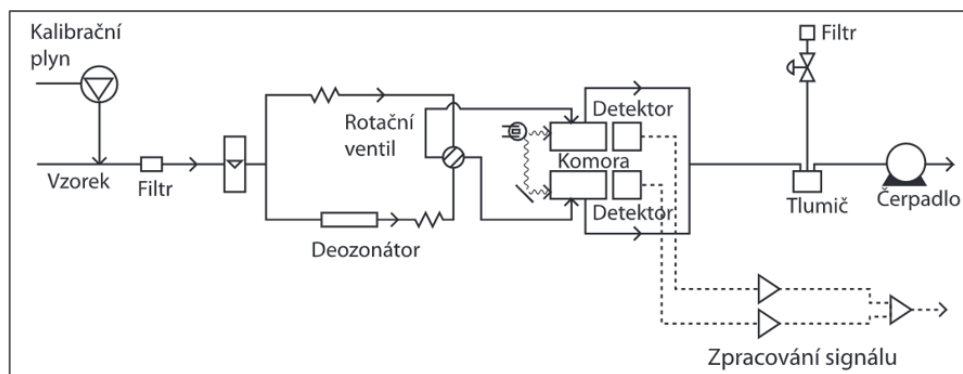 Kalibrační
plyn
Filtr
Rotační
ventil
Detektor
Komora
Vzorek
Filtr
Detektor
Deozonátor
Tlumič
Čerpadlo
Zpracování signálu